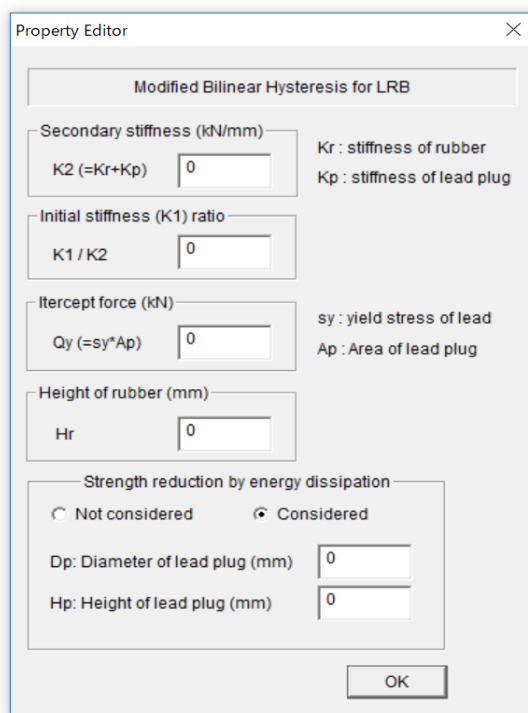 Property Editor
Modified Bilinear Hysteresis for LRB
Secondary stiffness (kN/mm)
K2 (=Kr+Kp) 0
Kr : stiffness of rubber
Kp : stiffness of lead plug
Initial stiffness (K1) ratio
K1 / K2 0
Itercept force (kN)
Qy (=sy*Ap) 0
sy : yield stress of lead
Ap : Area of lead plug
Height of rubber (mm)
Hr 0
Strength reduction by energy dissipation
Not considered Considered
Dp: Diameter of lead plug (mm) 0
Hp: Height of lead plug (mm) 0
OK